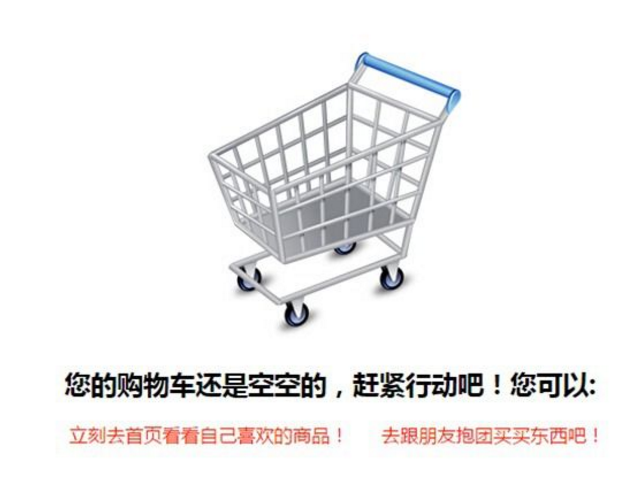 您的购物车还是空空的，赶紧行动吧！您可以:
立刻去首页看看自己喜欢的商品！ 去跟朋友抱团买买东西吧！